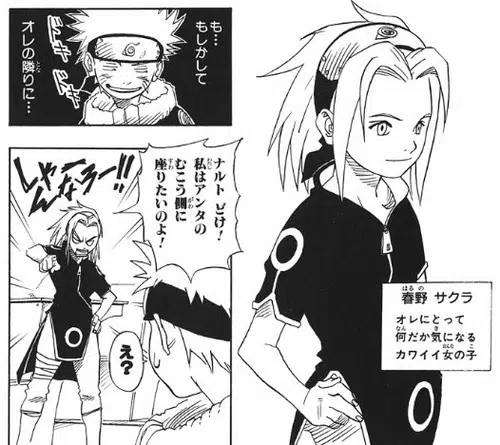 春野 サクラ
オレにとって
何だか気になる
カワイイ女の子
も…
もしかして
オレの隣りに…
ドキ
ドキ
ナルト どけ!
私はアンタの
むこう側に
座りたいのよ!
しゃー
んなろー!!
え?